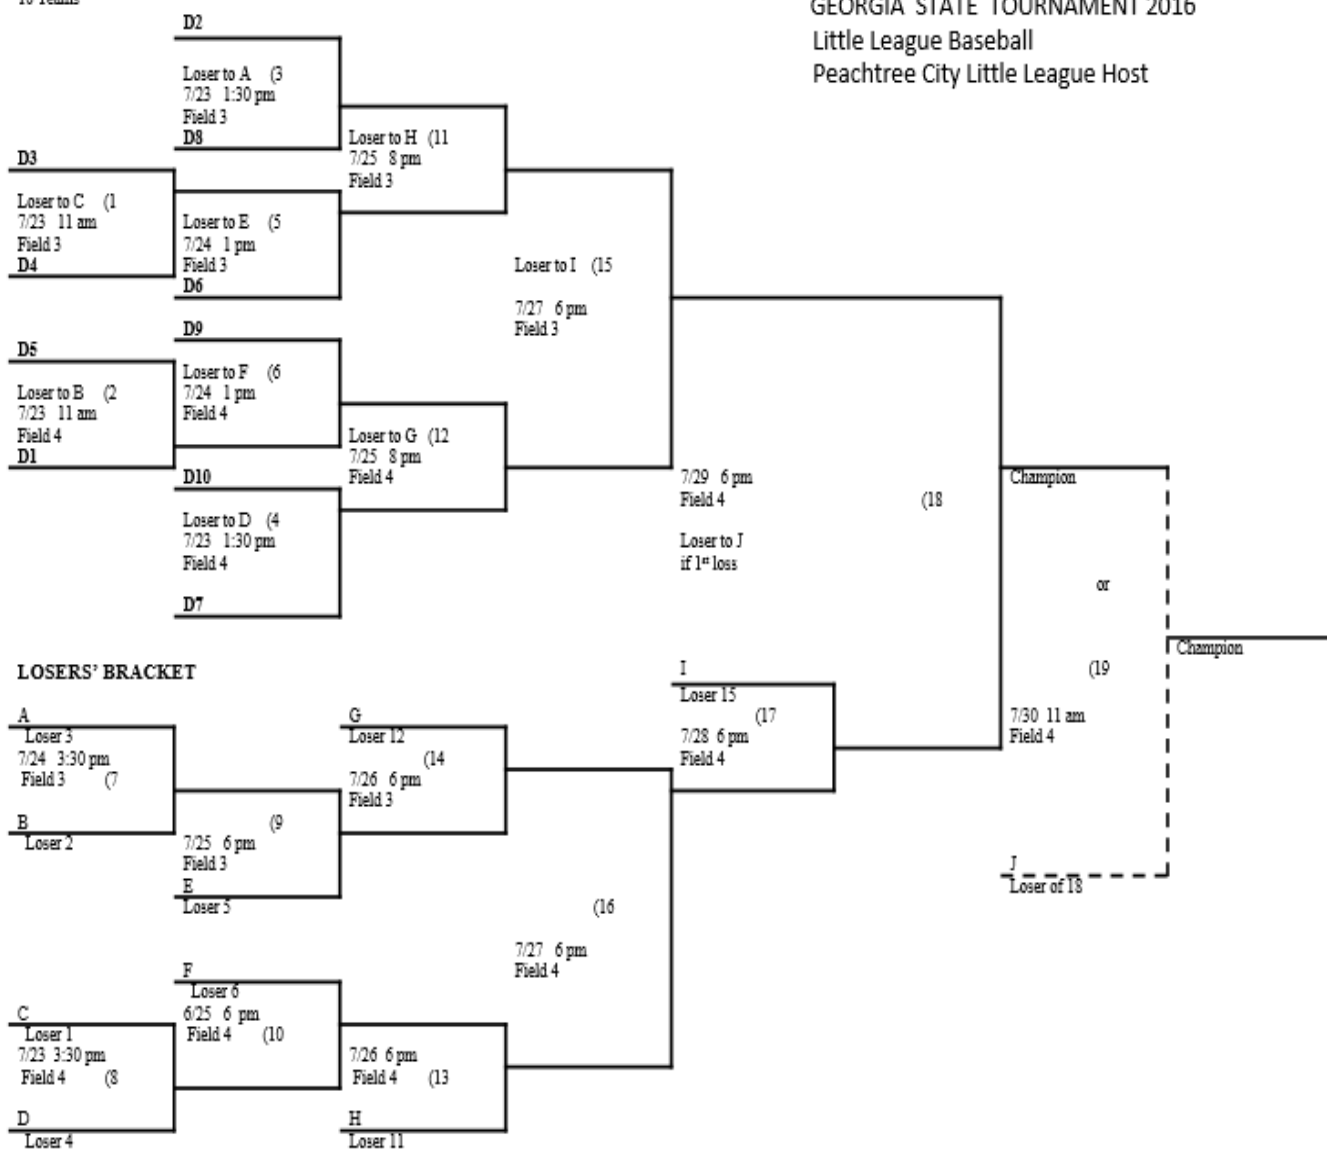 10 Teams
GEORGIA STATE TOURNAMENT 2016
Little League Baseball
Peachtree City Little League Host
D2
Loser to A (3
7/23 1:30 pm
Field 3
D8
Loser to H (11
7/25 8 pm
Field 3
D3
Loser to C (1
7/23 11 am
Field 3
D4
Loser to E (5
7/24 1 pm
Field 3
D6
Loser to I (15
7/27 6 pm
Field 3
D9
Loser to F (6
7/24 1 pm
Field 4
D5
Loser to B (2
7/23 11 am
Field 4
D1
Loser to G (12
7/25 8 pm
Field 4
D10
Loser to D (4
7/23 1:30 pm
Field 4
D7
7/29 6 pm
Field 4 (18
Loser to J
if 1st loss
Champion
or
(19
7/30 11 am
Field 4
Champion
J
Loser of 18
LOSERS' BRACKET
A
Loser 3
7/24 3:30 pm
Field 3 (7
B
Loser 2
G
Loser 12
(14
7/26 6 pm
Field 3
(9
7/25 6 pm
Field 3
E
Loser 5
I
Loser 15
(17
7/28 6 pm
Field 4
(16
7/27 6 pm
Field 4
F
Loser 6
6/25 6 pm
Field 4 (10
C
Loser 1
7/23 3:30 pm
Field 4 (8
D
Loser 4
7/26 6 pm
Field 4 (13
H
Loser 11